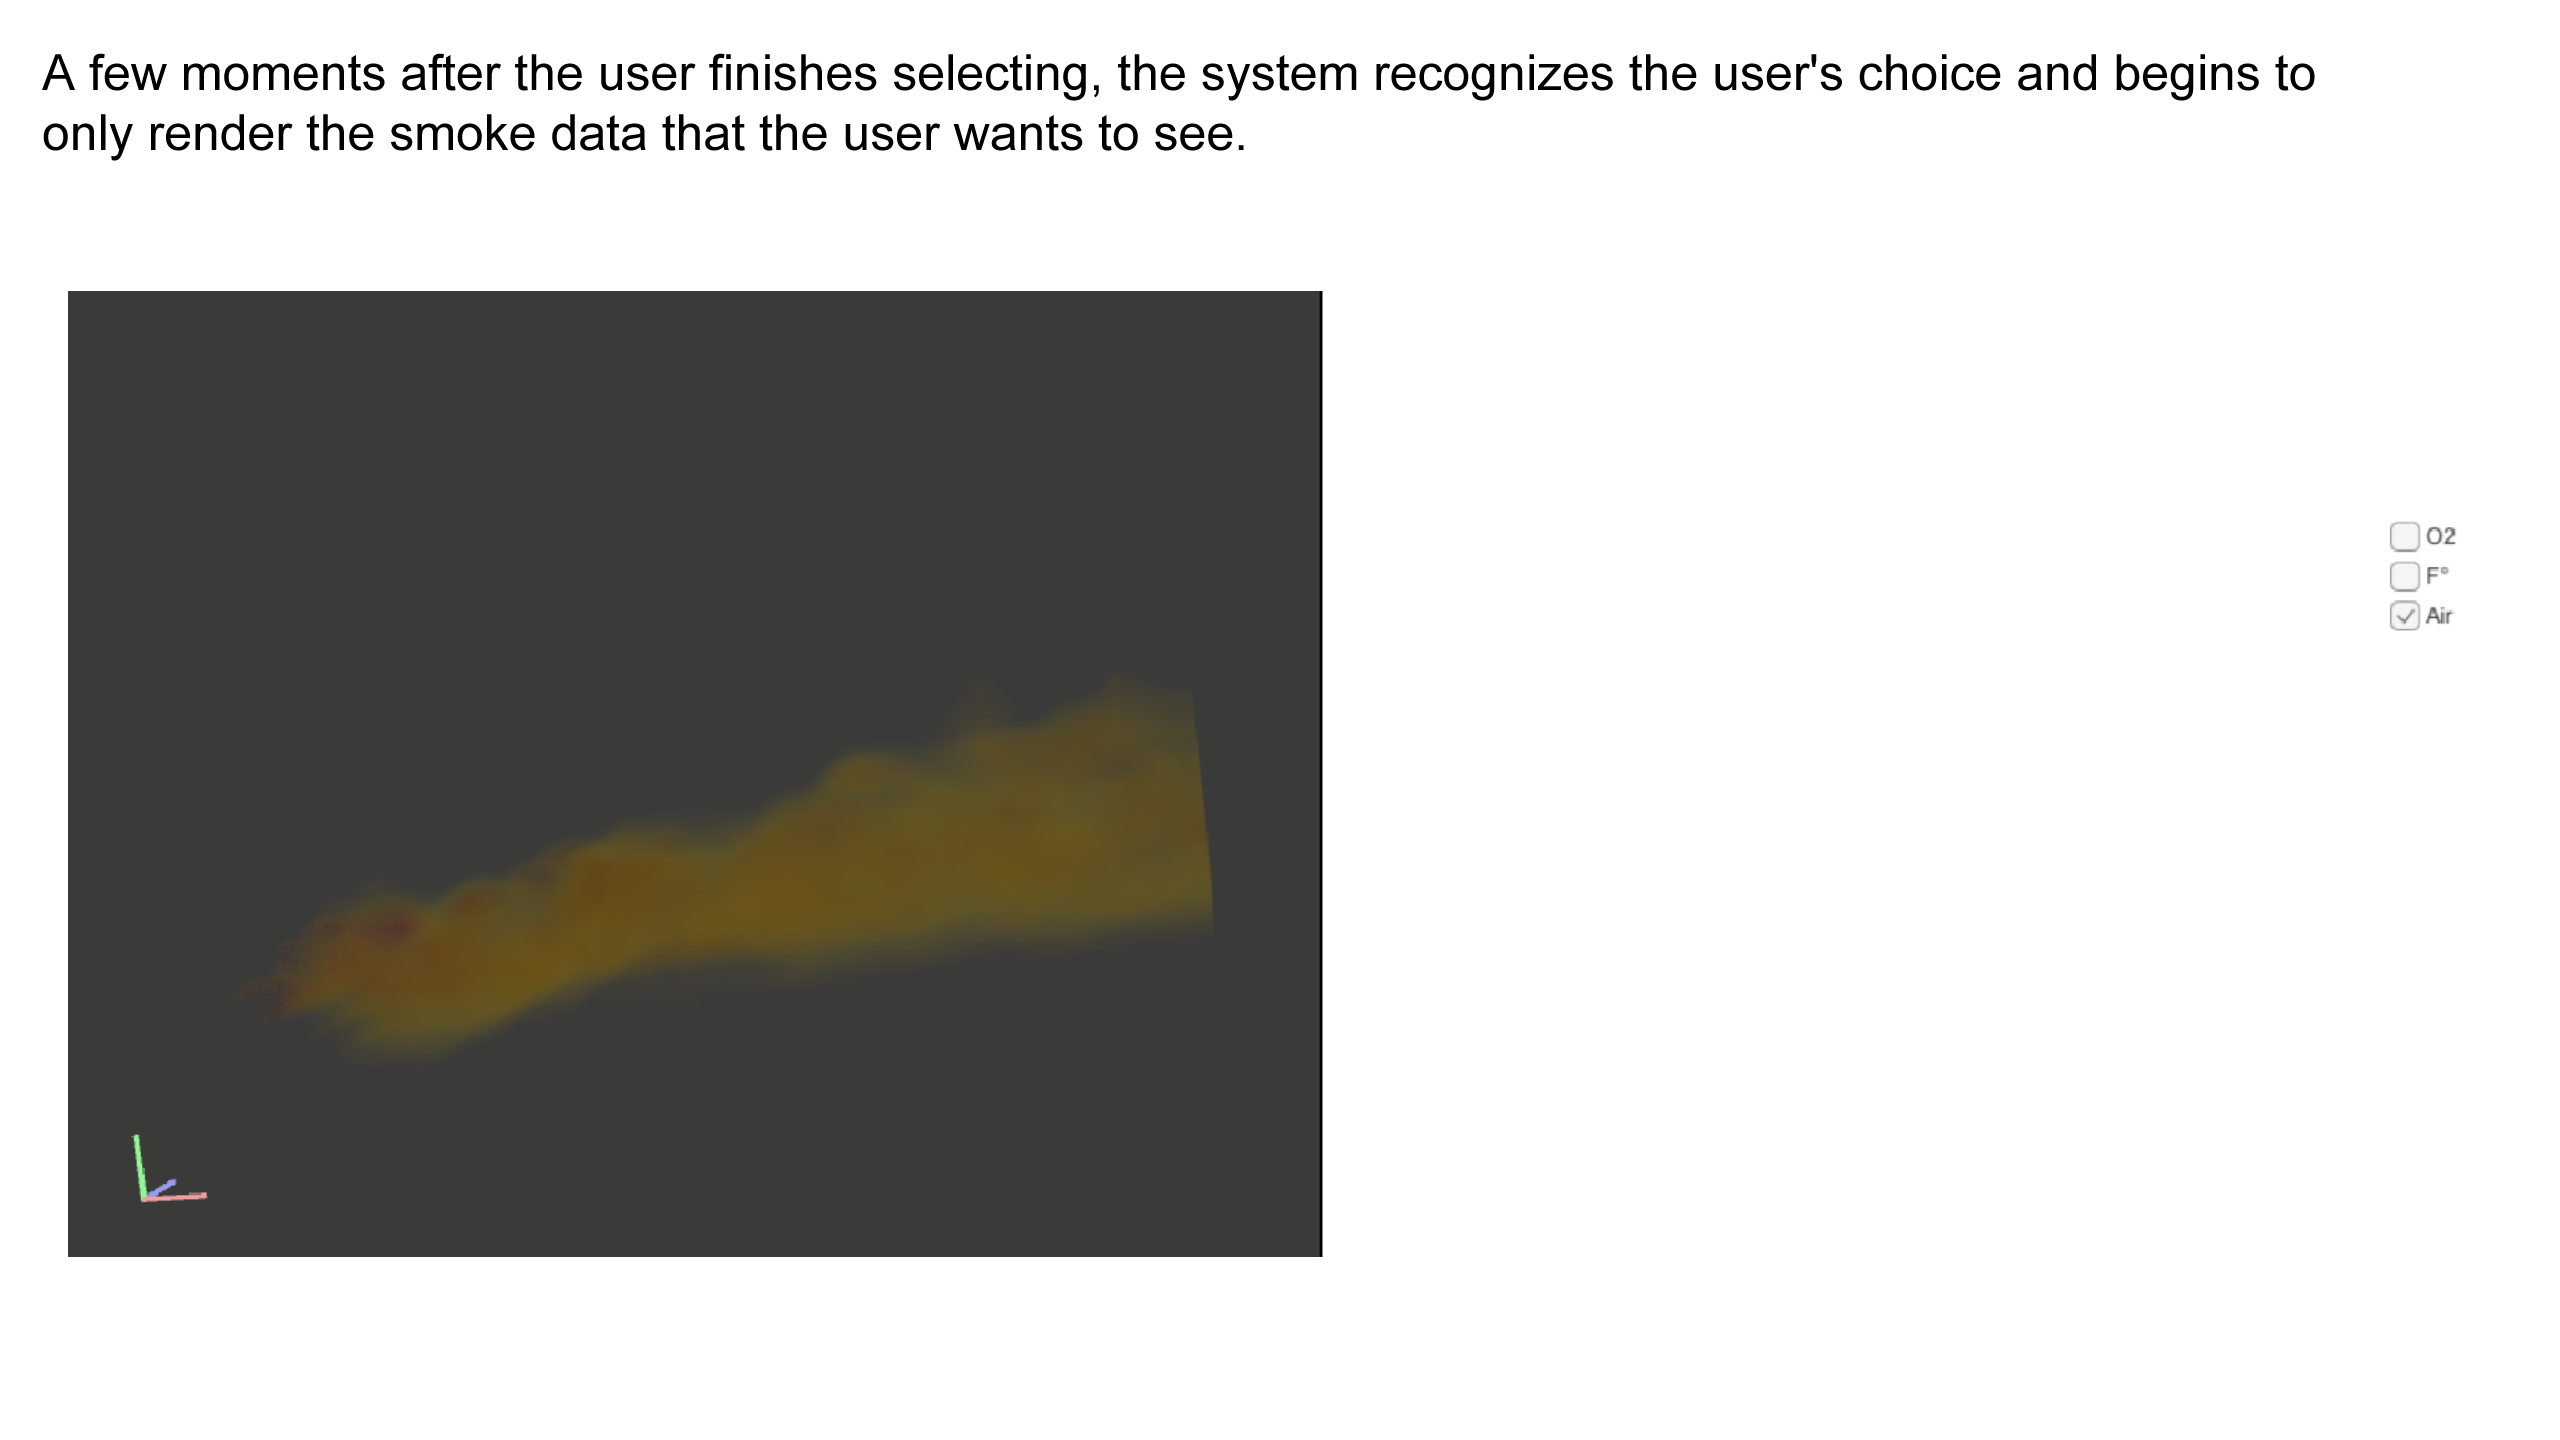 A few moments after the user finishes selecting, the system recognizes the user's choice and begins to
only render the smoke data that the user wants to see.
O2
F°
Air